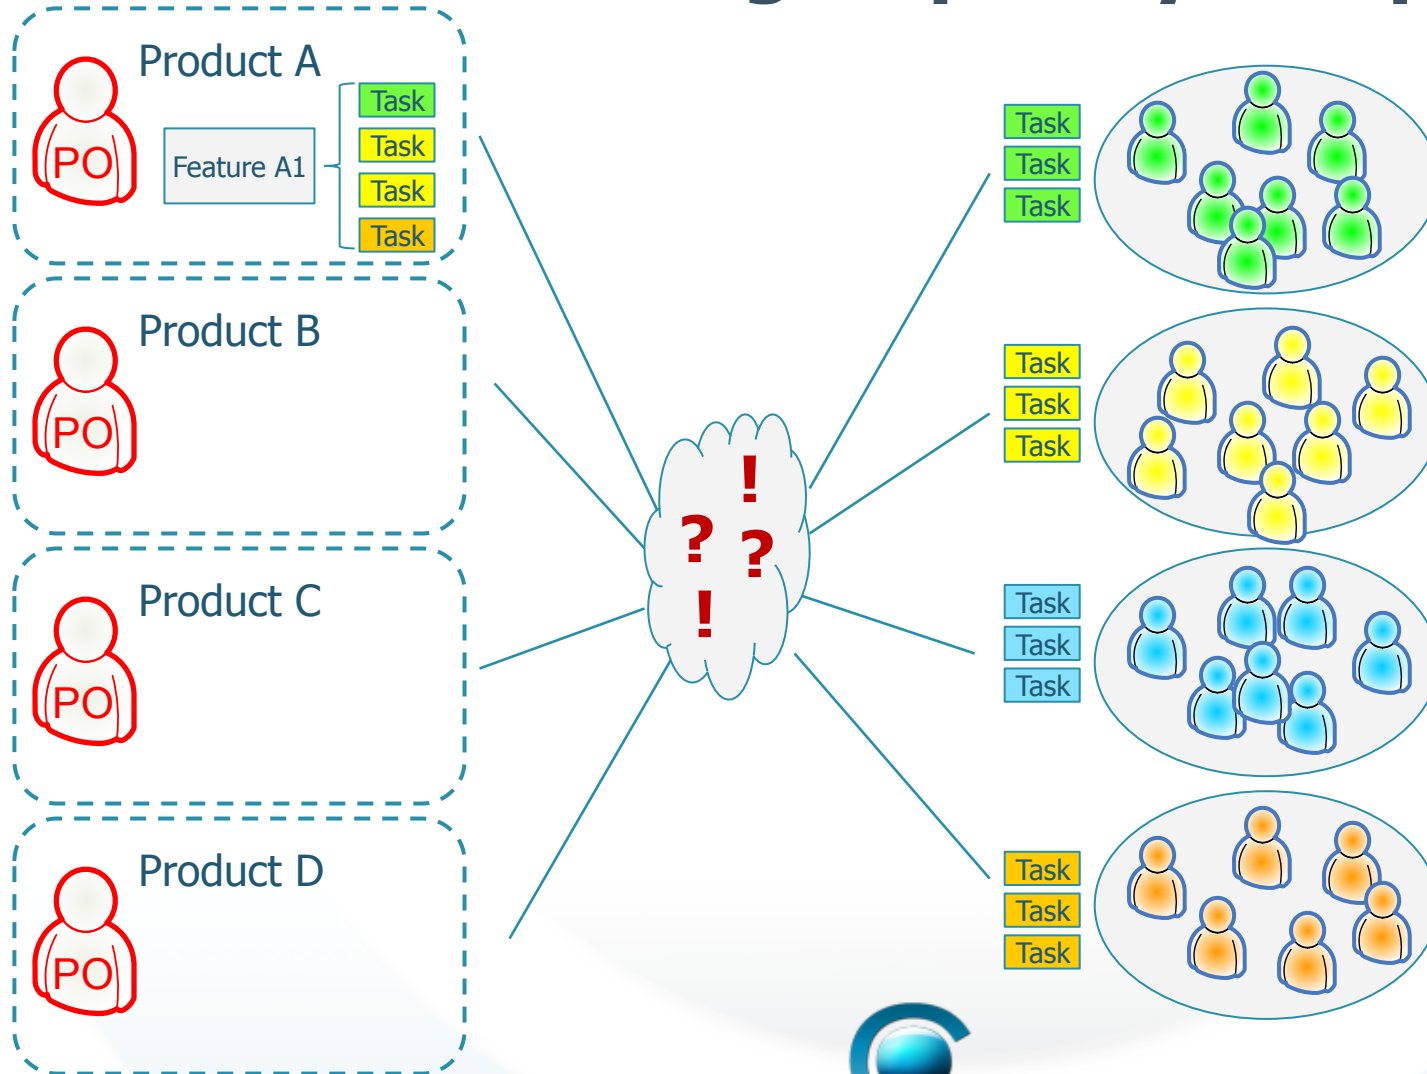 Product A
PO
Feature A1
Task
Task
Task
Task
Product B
PO
Product C
PO
Product D
PO
!
? ?
!
Task
Task
Task
Task
Task
Task
Task
Task
Task
Task
Task
Task